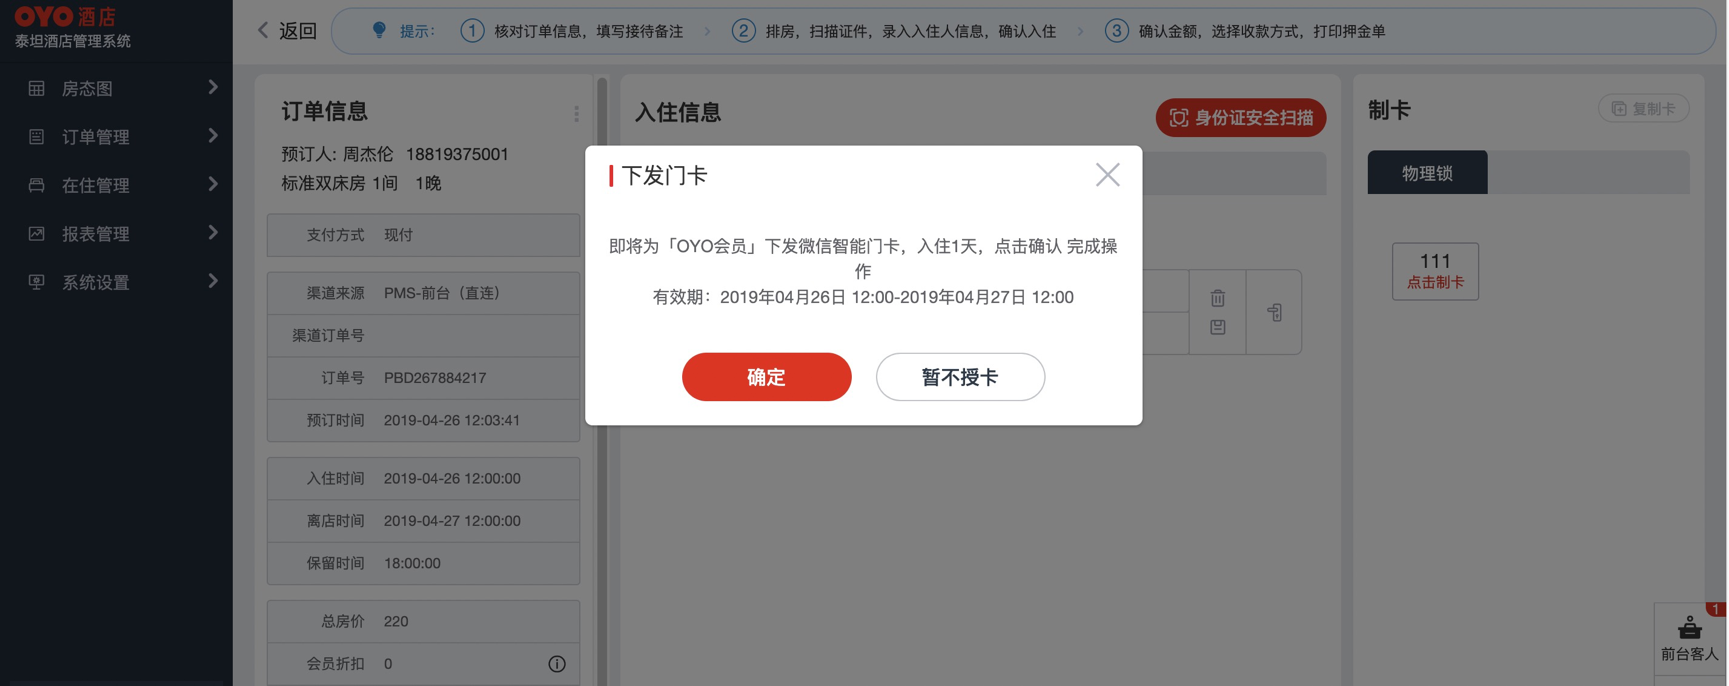 OYO酒店
泰坦酒店管理系统
房态图
订单管理
在住管理
报表管理
系统设置
返回
提示：
1 核对订单信息，填写接待备注
2 排房，扫描证件，录入入住人信息，确认入住
3 确认金额，选择收款方式，打印押金单
订单信息
预订人: 周杰伦 18819375001
标准双床房 1间 1晚
支付方式 现付
渠道来源 PMS-前台（直连）
渠道订单号
订单号 PBD267884217
预订时间 2019-04-26 12:03:41
入住时间 2019-04-26 12:00:00
离店时间 2019-04-27 12:00:00
保留时间 18:00:00
总房价 220
会员折扣 0
入住信息
身份证安全扫描
下发门卡
即将为「OYO会员」下发微信智能门卡，入住1天，点击确认 完成操
作
有效期：2019年04月26日 12:00-2019年04月27日 12:00
确定
暂不授卡
制卡
复制卡
物理锁
111
点击制卡
1
前台客人